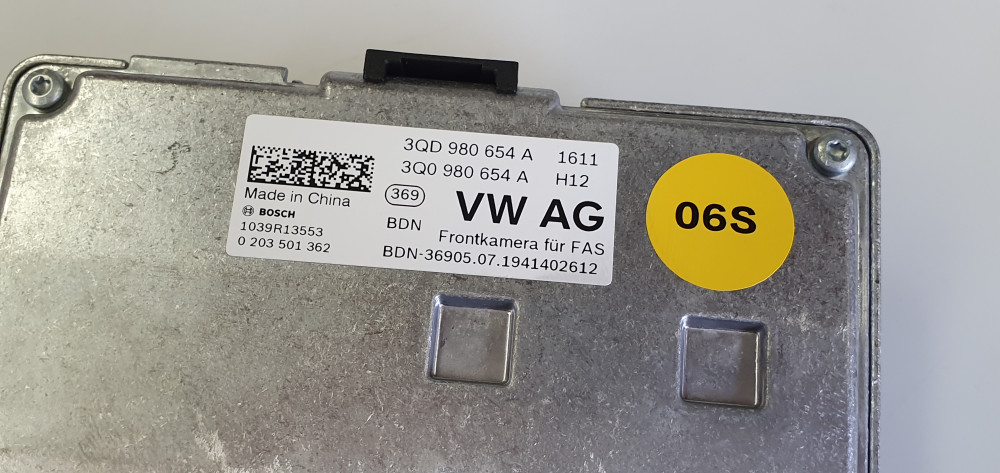 3QD 980 654 A 1611
3Q0 980 654 A H12
Made in China
369
VW AG
BOSCH
BDN
1039R13553
Frontkamera für FAS
0 203 501 362
BDN-36905.07.1941402612
06S